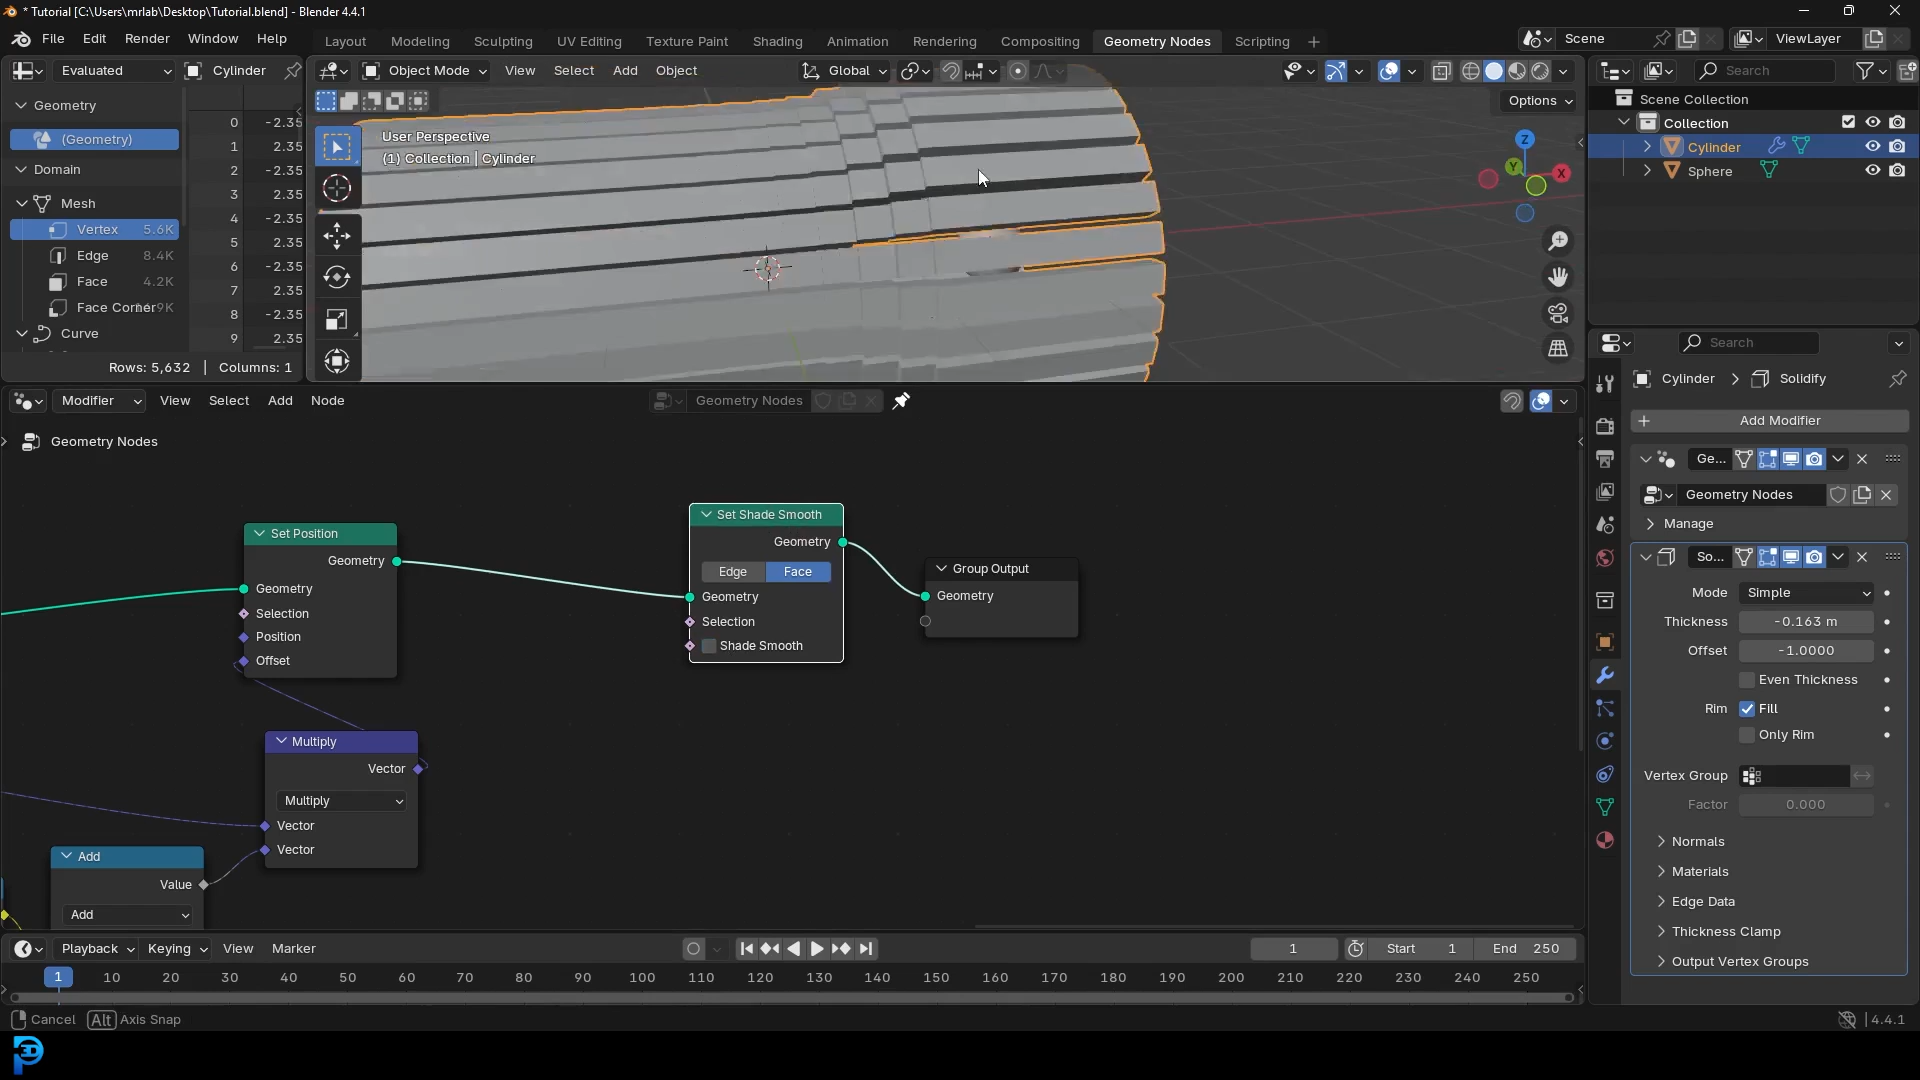 * Tutorial [C:\Users\mrlab\Desktop\Tutorial.blend] - Blender 4.4.1
File Edit Render Window Help Layout Modeling Sculpting UV Editing Texture Paint Shading Animation Rendering Compositing Geometry Nodes Scripting + Scene ViewLayer
Evaluated Cylinder Object Mode View Select Add Object Global Search
Options
Geometry
(Geometry)
Domain
Mesh
Vertex 5.6K
Edge 8.4K
Face 4.2K
Face Corner
Curve
0 -2.35
1 -2.35
2 -2.35
3 -2.35
4 -2.35
5 2.35
6 -2.35
7 2.35
8 -2.35
9 2.35
Rows: 5,632 | Columns: 1
User Perspective
(1) Collection | Cylinder
Z
Y
X
Scene Collection
Collection
Cylinder
Sphere
Search
Cylinder Solidify
Add Modifier
Ge...
Geometry Nodes
Manage
So...
Mode Simple
Thickness -0.163 m
Offset -1.0000
Even Thickness
Rim Fill
Only Rim
Vertex Group
Factor 0.000
Normals
Materials
Edge Data
Thickness Clamp
Output Vertex Groups
Modifier View Select Add Node Geometry Nodes
Geometry Nodes
Set Position
Geometry
Geometry
Selection
Position
Offset
Set Shade Smooth
Geometry
Edge Face
Geometry
Selection
Shade Smooth
Group Output
Geometry
Multiply
Vector
Multiply
Vector
Vector
Add
Value
Add
Playback Keying View Marker 1 Start 1 End 250
1 10 20 30 40 50 60 70 80 90 100 110 120 130 140 150 160 170 180 190 200 210 220 230 240 250
Cancel Alt Axis Snap 4.4.1